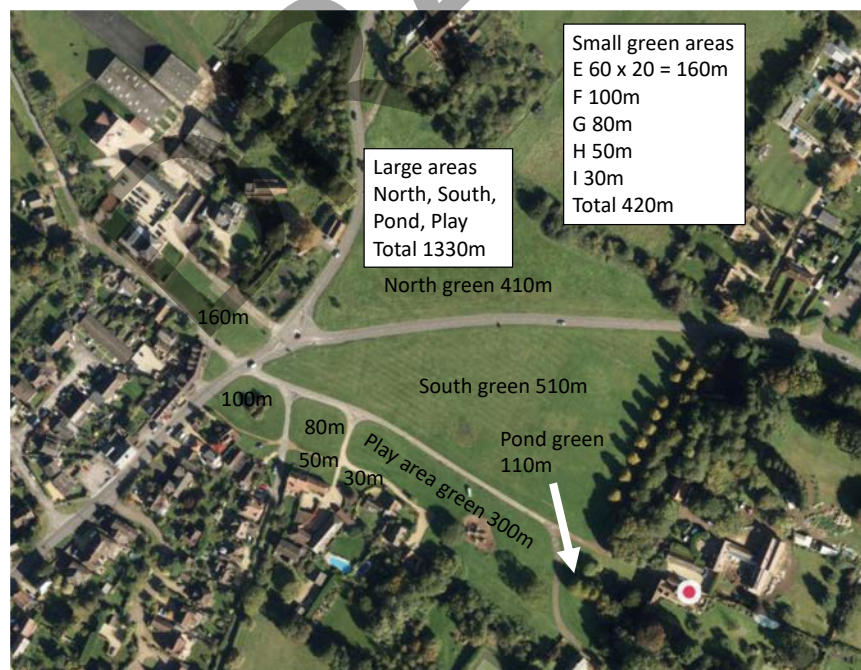 Small green areas
E 60 x 20 = 160m
F 100m
G 80m
H 50m
I 30m
Total 420m
Large areas
North, South,
Pond, Play
Total 1330m
North green 410m
160m
South green 510m
100m
80m
Pond green
110m
50m
30m
Play area green 300m